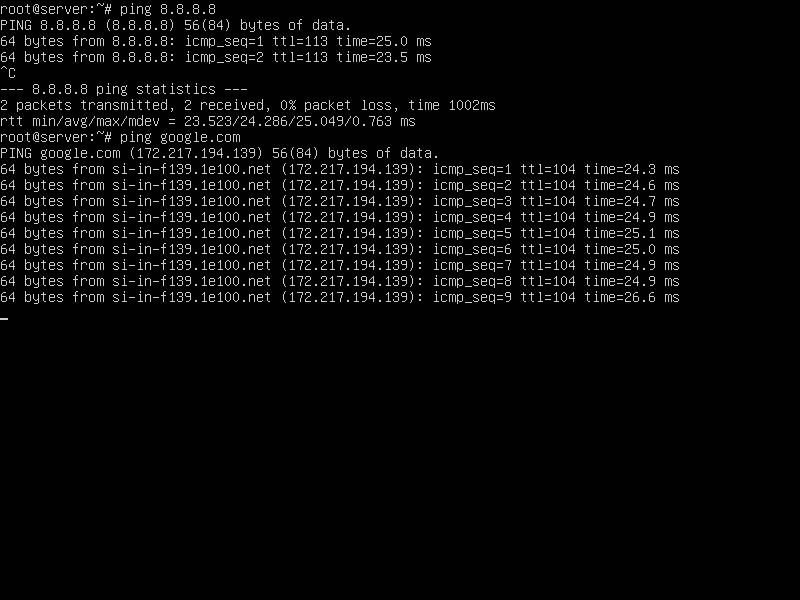 root@server:~# ping 8.8.8.8
PING 8.8.8.8 (8.8.8.8) 56(84) bytes of data.
64 bytes from 8.8.8.8: icmp_seq=1 ttl=113 time=25.0 ms
64 bytes from 8.8.8.8: icmp_seq=2 ttl=113 time=23.5 ms
^C
--- 8.8.8.8 ping statistics ---
2 packets transmitted, 2 received, 0% packet loss, time 1002ms
rtt min/avg/max/mdev = 23.523/24.286/25.049/0.763 ms
root@server:~# ping google.com
PING google.com (172.217.194.139) 56(84) bytes of data.
64 bytes from si-in-f139.1e100.net (172.217.194.139): icmp_seq=1 ttl=104 time=24.3 ms
64 bytes from si-in-f139.1e100.net (172.217.194.139): icmp_seq=2 ttl=104 time=24.6 ms
64 bytes from si-in-f139.1e100.net (172.217.194.139): icmp_seq=3 ttl=104 time=24.7 ms
64 bytes from si-in-f139.1e100.net (172.217.194.139): icmp_seq=4 ttl=104 time=24.9 ms
64 bytes from si-in-f139.1e100.net (172.217.194.139): icmp_seq=5 ttl=104 time=25.1 ms
64 bytes from si-in-f139.1e100.net (172.217.194.139): icmp_seq=6 ttl=104 time=25.0 ms
64 bytes from si-in-f139.1e100.net (172.217.194.139): icmp_seq=7 ttl=104 time=24.9 ms
64 bytes from si-in-f139.1e100.net (172.217.194.139): icmp_seq=8 ttl=104 time=24.9 ms
64 bytes from si-in-f139.1e100.net (172.217.194.139): icmp_seq=9 ttl=104 time=26.6 ms